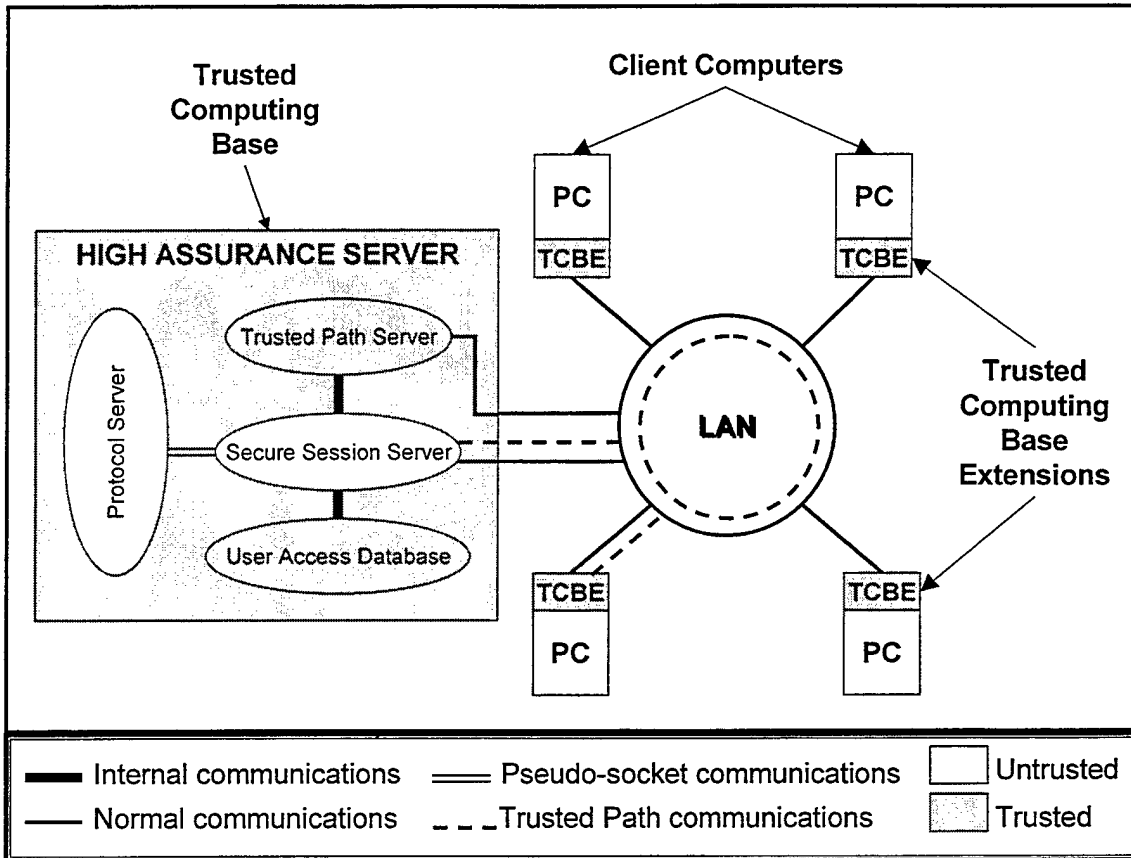 Trusted
Computing
Base
Client Computers
PC
TCBE
PC
TCBE
HIGH ASSURANCE SERVER
Trusted Path Server
Protocol Server
Secure Session Server
User Access Database
LAN
Trusted
Computing
Base
Extensions
TCBE
PC
TCBE
PC
Internal communications
Pseudo-socket communications
Untrusted
Normal communications
Trusted Path communications
Trusted